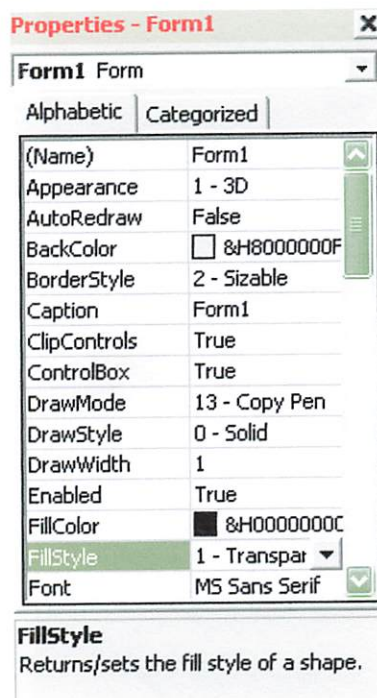 Properties - Form1
Form1 Form
Alphabetic Categorized
(Name) Form1
Appearance 1 - 3D
AutoRedraw False
BackColor &H8000000F
BorderStyle 2 - Sizable
Caption Form1
ClipControls True
ControlBox True
DrawMode 13 - Copy Pen
DrawStyle 0 - Solid
DrawWidth 1
Enabled True
FillColor &H0000000C
FillStyle 1 - Transpar
Font MS Sans Serif
FillStyle
Returns/sets the fill style of a shape.